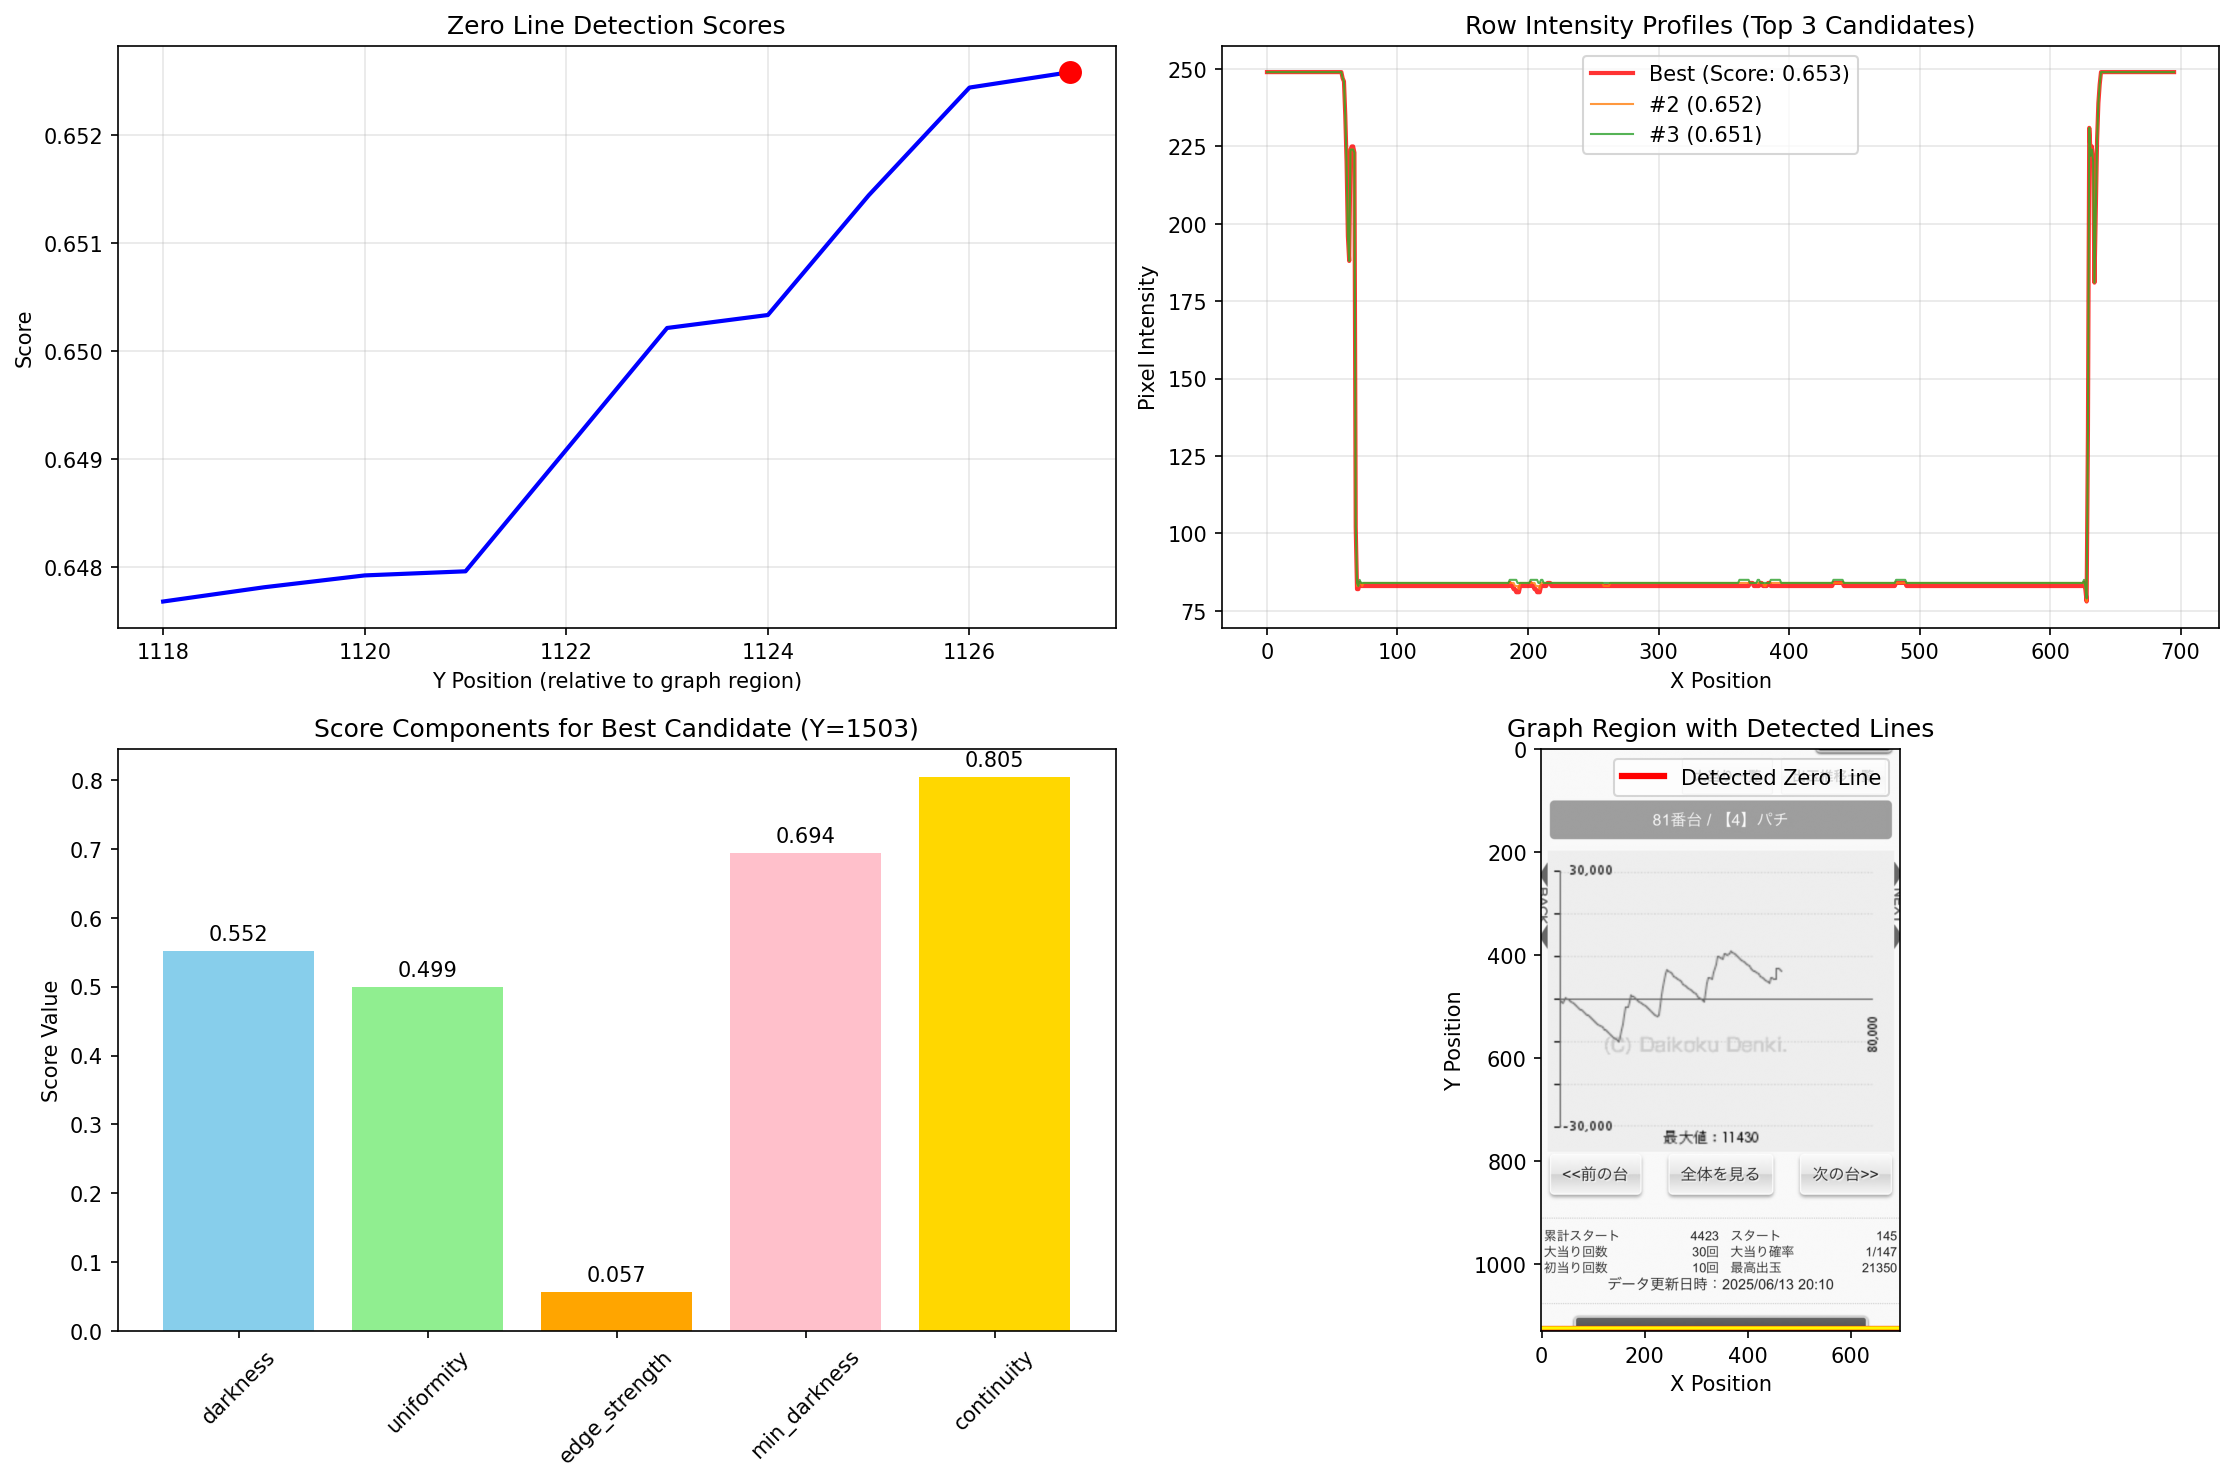 Zero Line Detection Scores
Score
0.652
0.651
0.650
0.649
0.648
1118 1120 1122 1124 1126
Y Position (relative to graph region)
Row Intensity Profiles (Top 3 Candidates)
Pixel Intensity
250
225
200
175
150
125
100
75
Best (Score: 0.653)
#2 (0.652)
#3 (0.651)
0 100 200 300 400 500 600 700
X Position
Score Components for Best Candidate (Y=1503)
Score Value
0.8
0.7
0.6
0.5
0.4
0.3
0.2
0.1
0.0
0.552
0.499
0.057
0.694
0.805
darkness
uniformity
edge_strength
min_darkness
continuity
Graph Region with Detected Lines
Y Position
0
200
400
600
800
1000
Detected Zero Line
81番台 / 【4】パチ
BACK
NEXT
30,000
80,000
(C) Daikoku Denki.
-30,000
最大値：11430
<<前の台 全体を見る 次の台>>
累計スタート 4423 スタート 145
大当り回数 30回 大当り確率 1/147
初当り回数 10回 最高出玉 21350
データ更新日時：2025/06/13 20:10
0 200 400 600
X Position